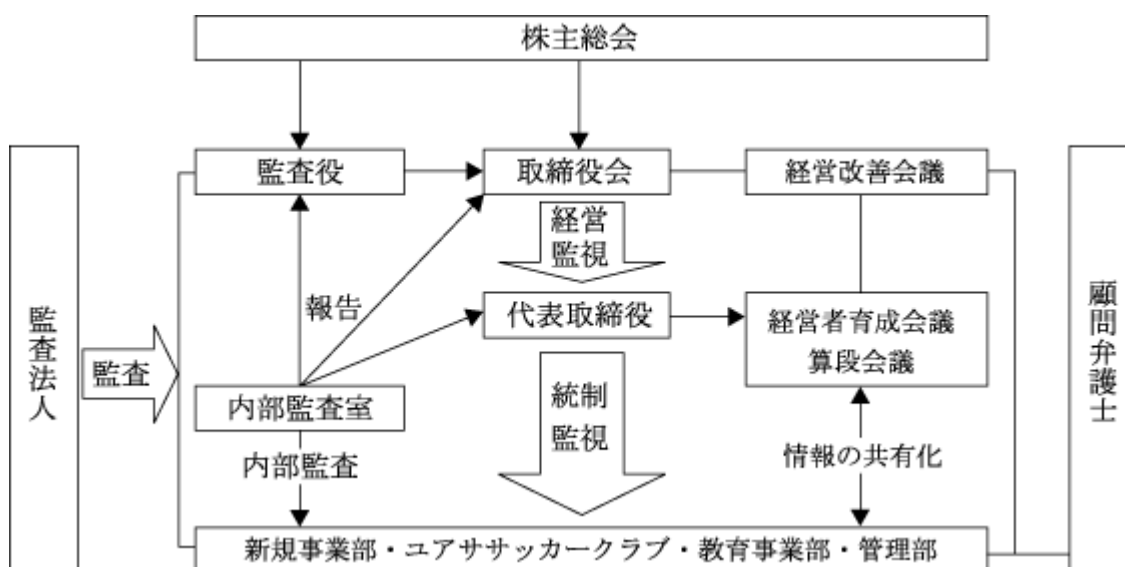 株主総会
監査役
取締役会
経営改善会議
経営
監視
報告
代表取締役
経営者育成会議
算段会議
監査法人
監査
内部監査室
統制
監視
内部監査
情報の共有化
新規事業部・ユアササッカークラブ・教育事業部・管理部
顧問弁護士